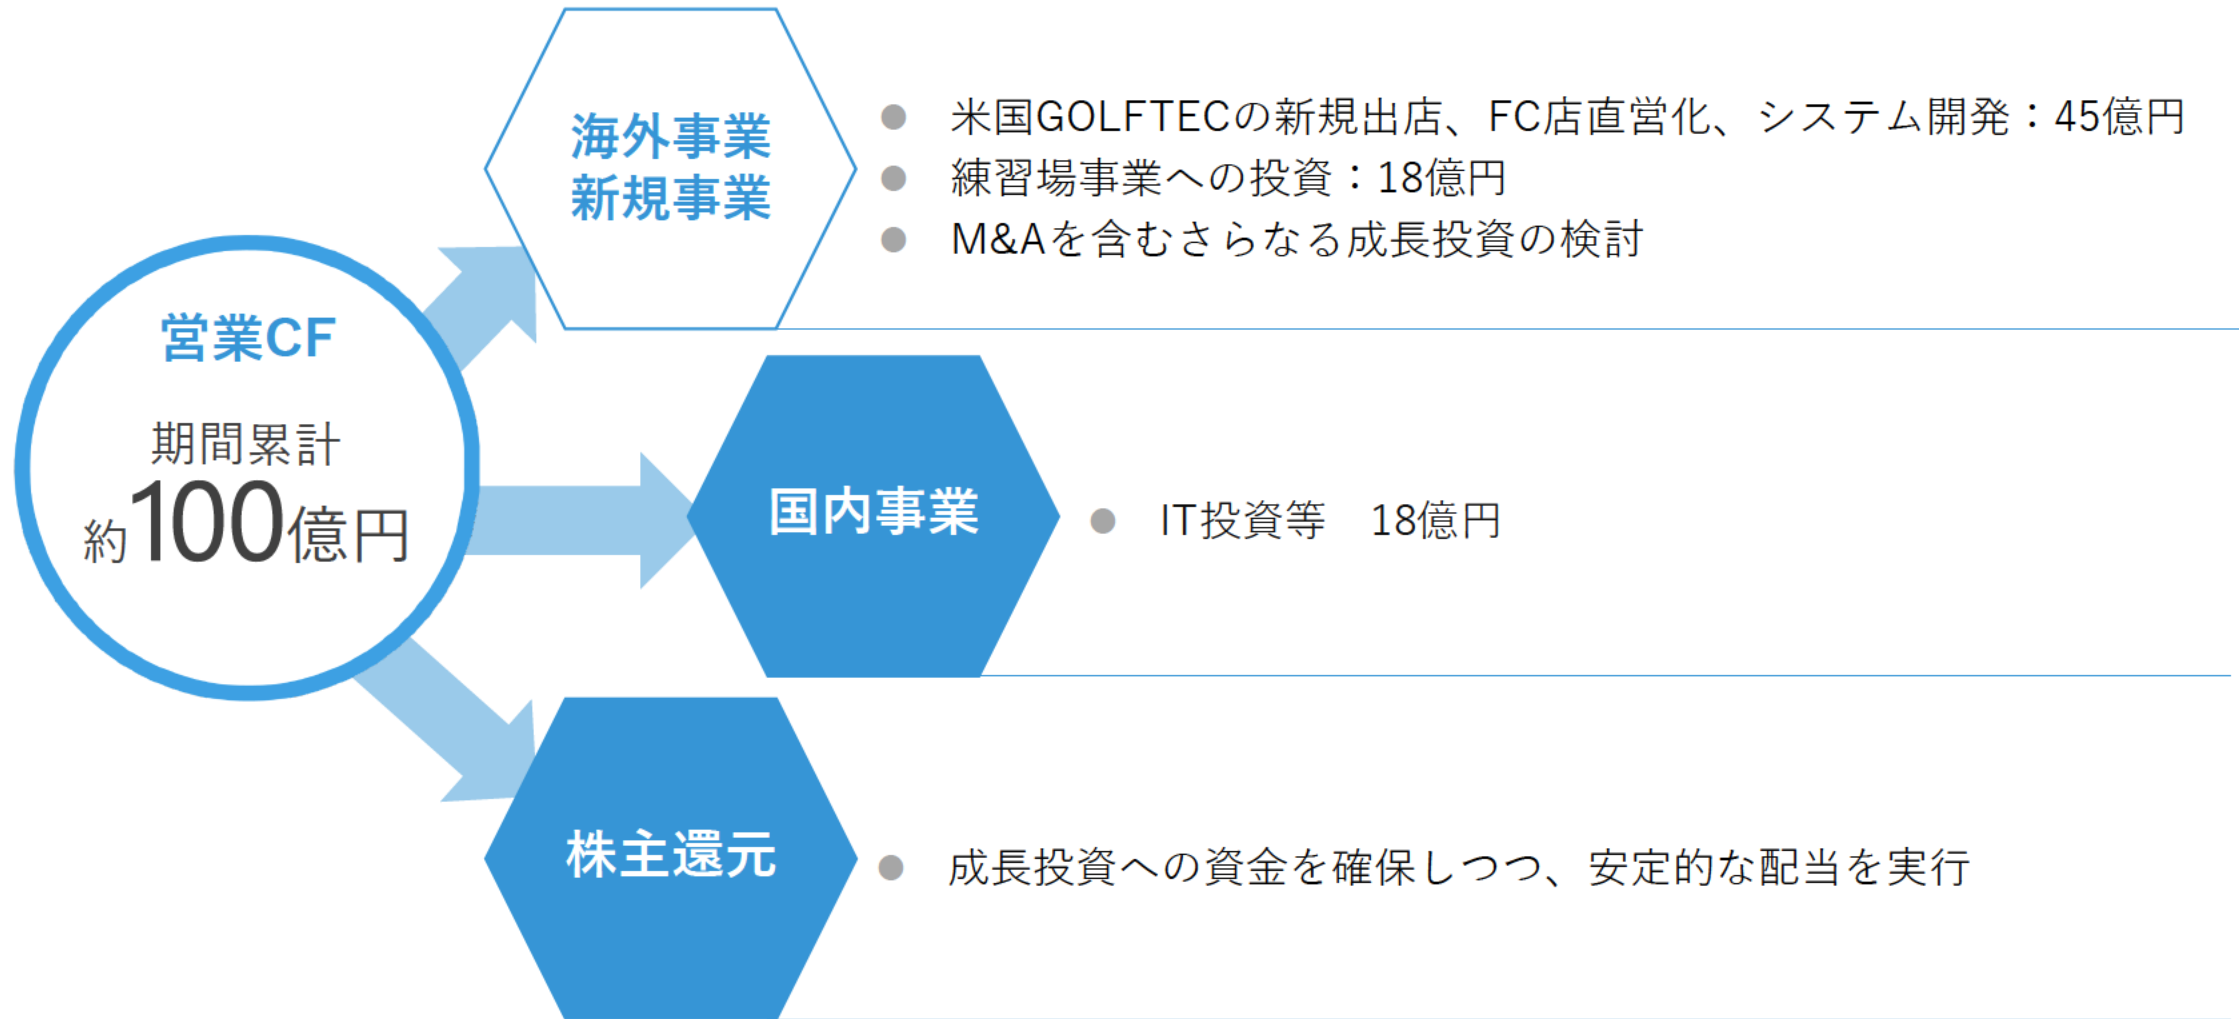 海外事業
新規事業
● 米国GOLFTECの新規出店、FC店直営化、システム開発：45億円
● 練習場事業への投資：18億円
● M&Aを含むさらなる成長投資の検討
営業CF
期間累計
約100億円
国内事業
● IT投資等　18億円
株主還元
● 成長投資への資金を確保しつつ、安定的な配当を実行